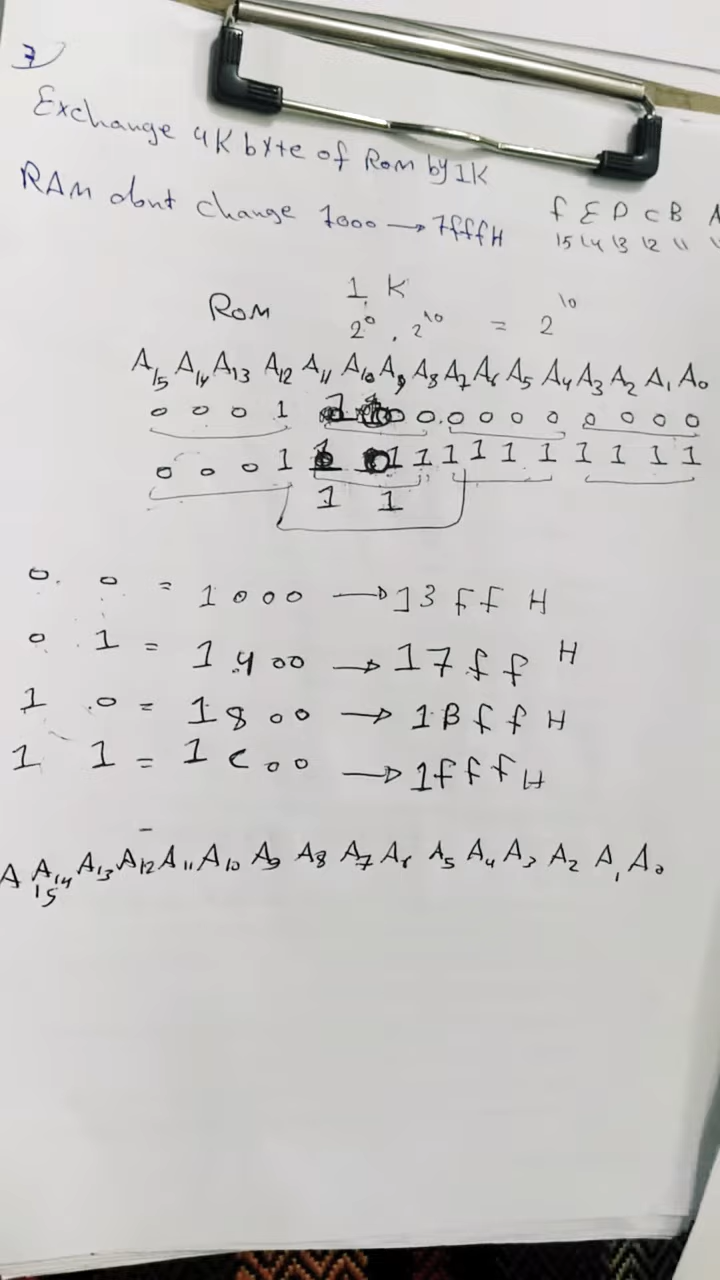 7
Exchange 4K byte of Rom by 1K
RAM dont change 1000 → 7fffH
f E D C B A
15 14 13 12 11
1 K
ROM 2⁰ . 2¹⁰ = 2¹⁰
A15 A14 A13 A12 A11 A10 A9 A8 A7 A6 A5 A4 A3 A2 A1 A0
0 0 0 1 1 1 0 0 0 0 0 0 0 0 0 0
0 0 0 1 1 1 1 1 1 1 1 1 1 1
1 1
0 . 0 = 1000 → 13ff H
0 . 1 = 1400 → 17ff H
1 . 0 = 1800 → 1BffH
1 1 = 1C00 → 1fffH
A15 A14 A13 A12 A11 A10 A9 A8 A7 A6 A5 A4 A3 A2 A1 A0